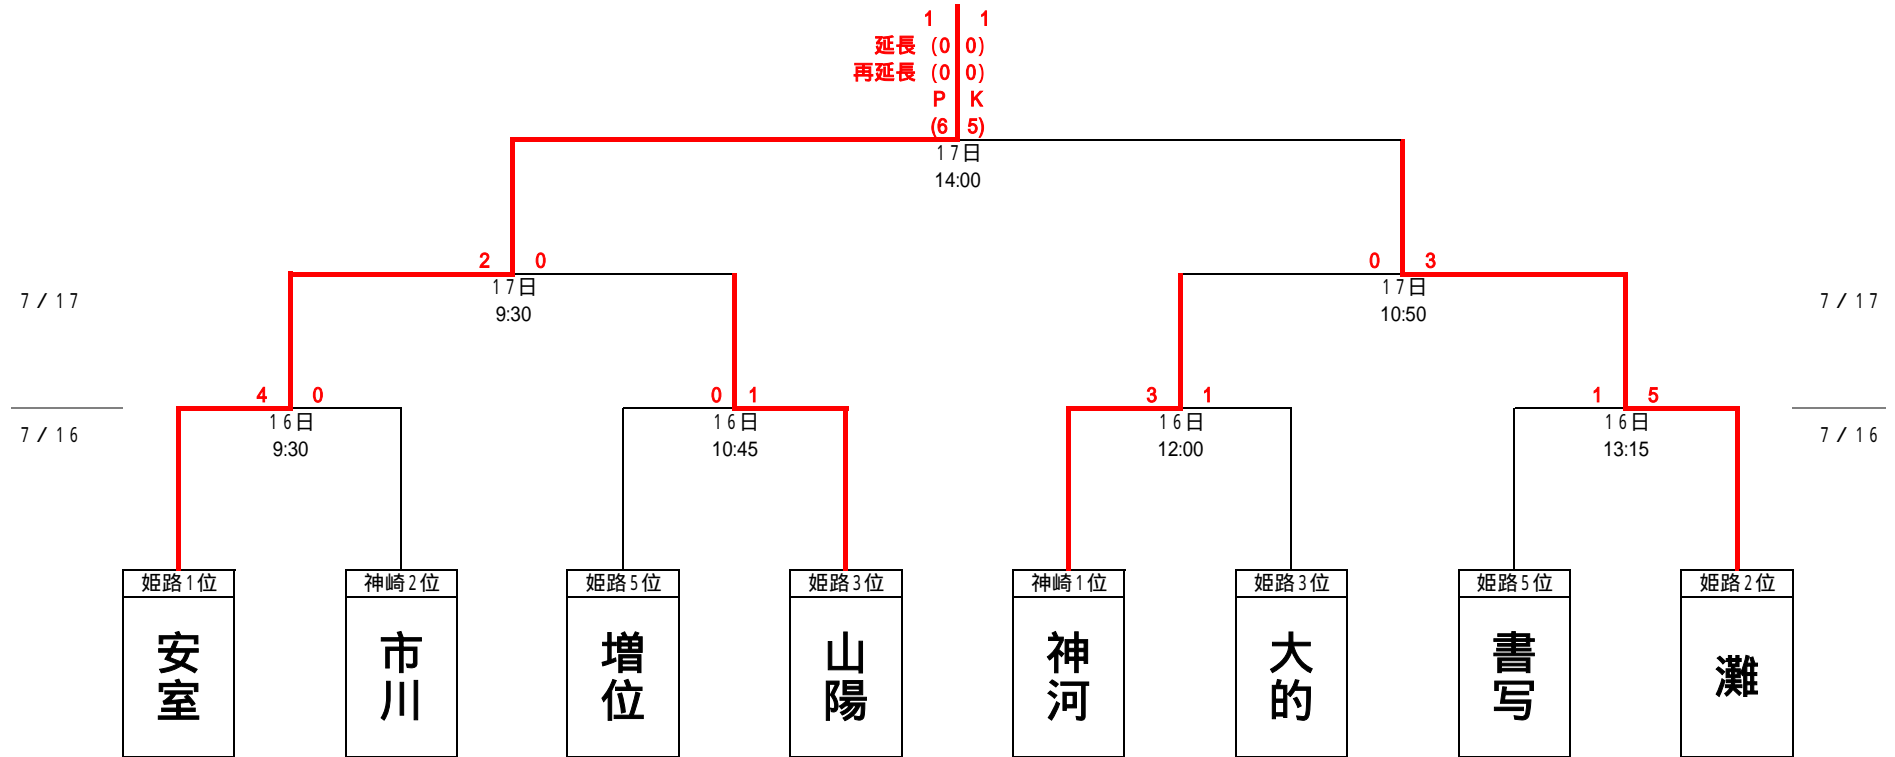 1 1
延長 (0 0)
再延長 (0 0)
P K
(6 5)
17日
14:00
2 0
0 3
17日
9:30
17日
10:50
7/17
7/17
4 0
0 1
3 1
1 5
16日
9:30
16日
10:45
16日
12:00
16日
13:15
7/16
7/16
姫路1位
神崎2位
姫路5位
姫路3位
神崎1位
姫路3位
姫路5位
姫路2位
安室
市川
増位
山陽
神河
大的
書写
灘